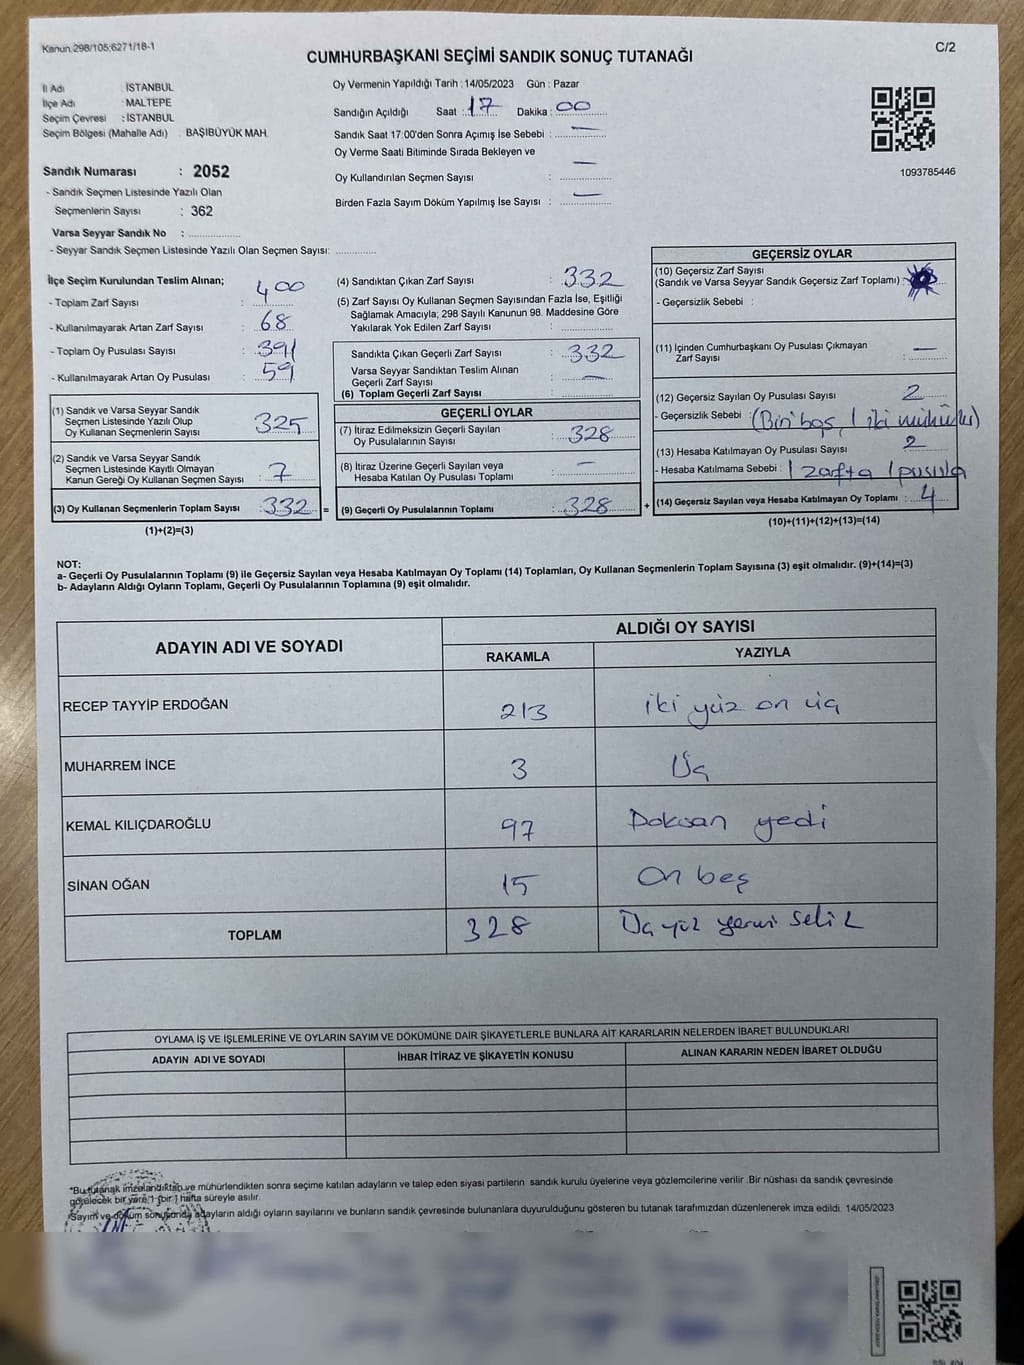 Kanun:298/105;6271/18-1
C/2
CUMHURBAŞKANI SEÇİMİ SANDIK SONUÇ TUTANAĞI
İl Adı : İSTANBUL
İlçe Adı : MALTEPE
Seçim Çevresi : İSTANBUL
Seçim Bölgesi (Mahalle Adı) : BAŞIBÜYÜK MAH.
Sandık Numarası : 2052
- Sandık Seçmen Listesinde Yazılı Olan
Seçmenlerin Sayısı : 362
Varsa Seyyar Sandık No : ..................
- Seyyar Sandık Seçmen Listesinde Yazılı Olan Seçmen Sayısı: ..............
Oy Vermenin Yapıldığı Tarih : 14/05/2023 Gün : Pazar
Sandığın Açıldığı Saat : 17 Dakika : 00
Sandık Saat 17:00'den Sonra Açımış İse Sebebi : —
Oy Verme Saati Bitiminde Sırada Bekleyen ve
Oy Kullandırılan Seçmen Sayısı : —
Birden Fazla Sayım Döküm Yapılmış İse Sayısı : —
1093785446
İlçe Seçim Kurulundan Teslim Alınan;
- Toplam Zarf Sayısı : 400
- Kullanılmayarak Artan Zarf Sayısı : 68
- Toplam Oy Pusulası Sayısı : 391
- Kullanılmayarak Artan Oy Pusulası : 59
(1) Sandık ve Varsa Seyyar Sandık
Seçmen Listesinde Yazılı Olup
Oy Kullanan Seçmenlerin Sayısı : 325
(2) Sandık ve Varsa Seyyar Sandık
Seçmen Listesinde Kayıtlı Olmayan
Kanun Gereği Oy Kullanan Seçmen Sayısı : 7
(3) Oy Kullanan Seçmenlerin Toplam Sayısı : 332
(1)+(2)=(3)
=
(4) Sandıktan Çıkan Zarf Sayısı : 332
(5) Zarf Sayısı Oy Kullanan Seçmen Sayısından Fazla İse, Eşitliği
Sağlamak Amacıyla; 298 Sayılı Kanunun 98. Maddesine Göre
Yakılarak Yok Edilen Zarf Sayısı : ..................
Sandıkta Çıkan Geçerli Zarf Sayısı : 332
Varsa Seyyar Sandıktan Teslim Alınan
Geçerli Zarf Sayısı : —
(6) Toplam Geçerli Zarf Sayısı : ..................
GEÇERLİ OYLAR
(7) İtiraz Edilmeksizin Geçerli Sayılan
Oy Pusulalarının Sayısı : 328
(8) İtiraz Üzerine Geçerli Sayılan veya
Hesaba Katılan Oy Pusulası Toplamı : —
(9) Geçerli Oy Pusulalarının Toplamı : 328
+
GEÇERSİZ OYLAR
(10) Geçersiz Zarf Sayısı
(Sandık ve Varsa Seyyar Sandık Geçersiz Zarf Toplamı) :
- Geçersizlik Sebebi :
(11) İçinden Cumhurbaşkanı Oy Pusulası Çıkmayan
Zarf Sayısı : —
(12) Geçersiz Sayılan Oy Pusulası Sayısı : 2
- Geçersizlik Sebebi : (Biri boş, 1 iki mühürlü)
(13) Hesaba Katılmayan Oy Pusulası Sayısı : 2
- Hesaba Katılmama Sebebi : 1 zarfta 1 pusula
(14) Geçersiz Sayılan veya Hesaba Katılmayan Oy Toplamı : 4
(10)+(11)+(12)+(13)=(14)
NOT:
a- Geçerli Oy Pusulalarının Toplamı (9) ile Geçersiz Sayılan veya Hesaba Katılmayan Oy Toplamı (14) Toplamları, Oy Kullanan Seçmenlerin Toplam Sayısına (3) eşit olmalıdır. (9)+(14)=(3)
b- Adayların Aldığı Oyların Toplamı, Geçerli Oy Pusulalarının Toplamına (9) eşit olmalıdır.
ADAYIN ADI VE SOYADI
ALDIĞI OY SAYISI
RAKAMLA YAZIYLA
RECEP TAYYİP ERDOĞAN 213 iki yüz on üç
MUHARREM İNCE 3 Üç
KEMAL KILIÇDAROĞLU 97 Doksan yedi
SİNAN OĞAN 15 On beş
TOPLAM 328 Üç yüz yirmi sekiz
OYLAMA İŞ VE İŞLEMLERİNE VE OYLARIN SAYIM VE DÖKÜMÜNE DAİR ŞİKAYETLERLE BUNLARA AİT KARARLARIN NELERDEN İBARET BULUNDUKLARI
ADAYIN ADI VE SOYADI İHBAR İTİRAZ VE ŞİKAYETİN KONUSU ALINAN KARARIN NEDEN İBARET OLDUĞU
*Bu tutanak imzalandıktan ve mühürlendikten sonra seçime katılan adayların ve talep eden siyasi partilerin sandık kurulu üyelerine veya gözlemcilerine verilir .Bir nüshası da sandık çevresinde
görülecek bir yere 1 (bir ) hafta süreyle asılır.
*Sayım ve döküm sonucunda adayların aldığı oyların sayılarını ve bunların sandık çevresinde bulunanlara duyurulduğunu gösteren bu tutanak tarafımızdan düzenlenerek imza edildi. 14/05/2023